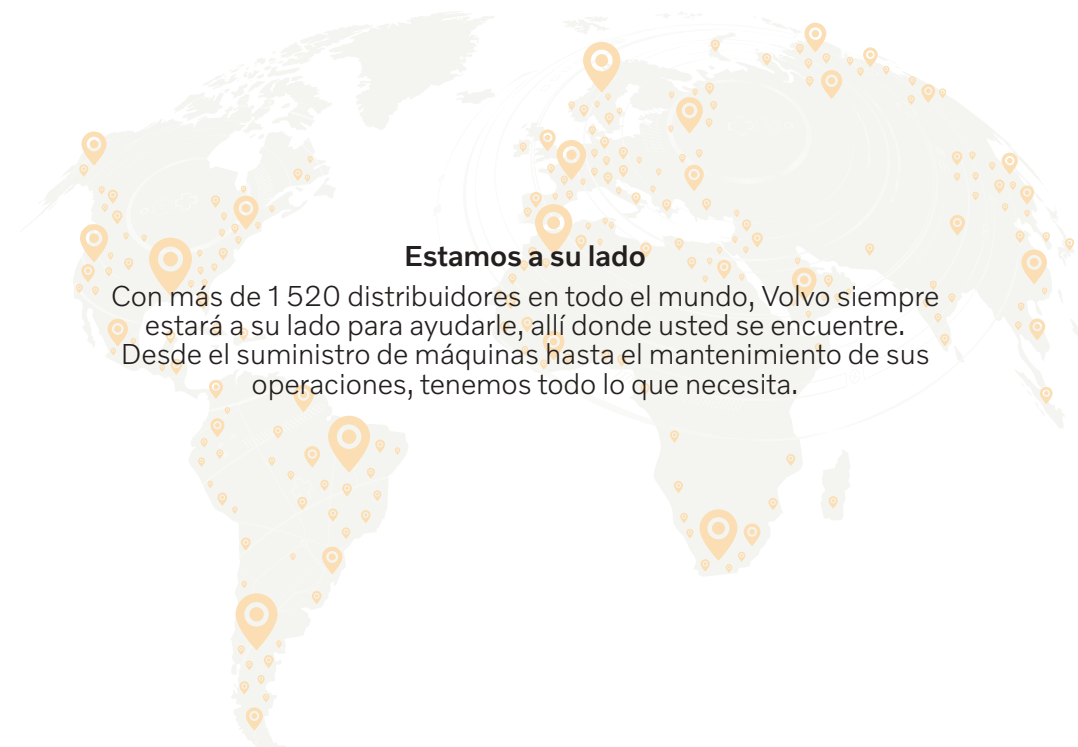 Estamos a su lado
Con más de 1 520 distribuidores en todo el mundo, Volvo siempre
estará a su lado para ayudarle, allí donde usted se encuentre.
Desde el suministro de máquinas hasta el mantenimiento de sus
operaciones, tenemos todo lo que necesita.